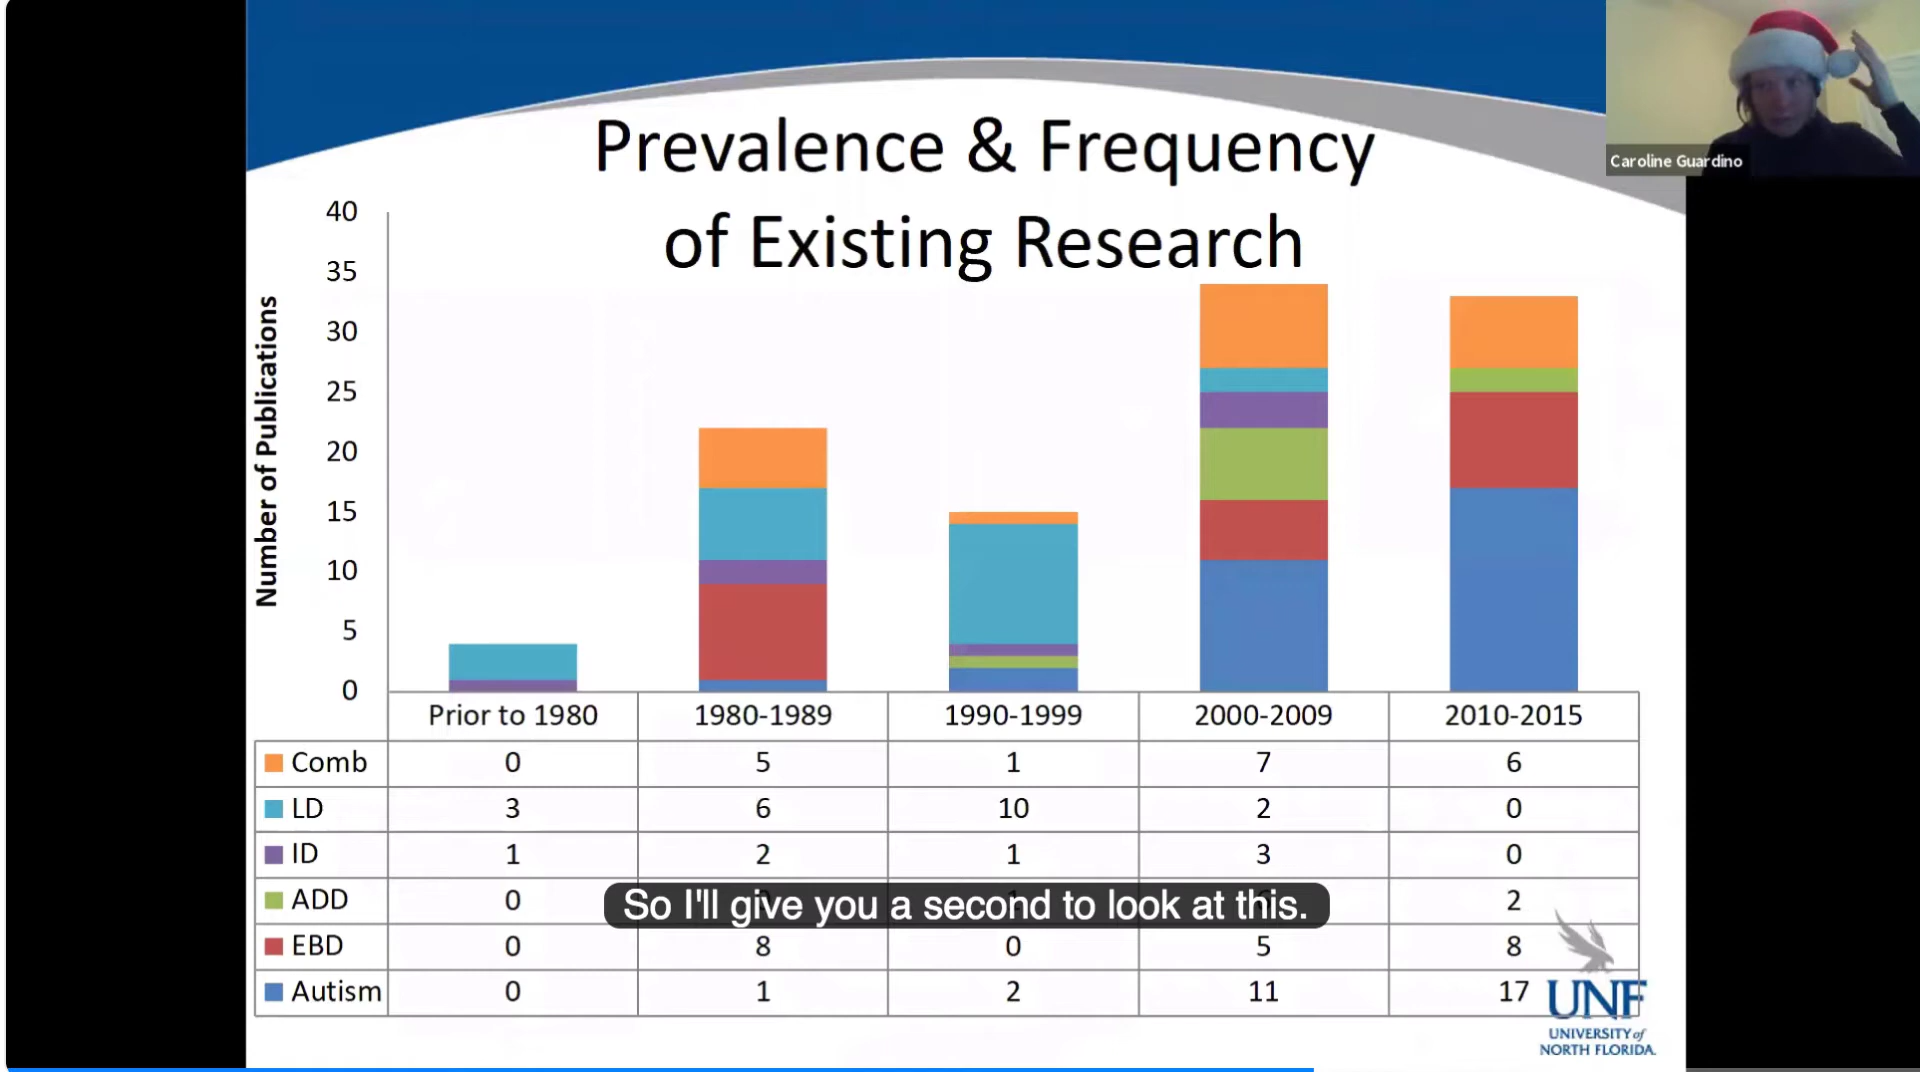 Caroline Guardino
Prevalence & Frequency
of Existing Research
Number of Publications
40
35
30
25
20
15
10
5
0
Prior to 1980 1980-1989 1990-1999 2000-2009 2010-2015
Comb 0 5 1 7 6
LD 3 6 10 2 0
ID 1 2 1 3 0
ADD 0 2
So I'll give you a second to look at this.
EBD 0 8 0 5 8
Autism 0 1 2 11 17
UNF
UNIVERSITY of
NORTH FLORIDA.